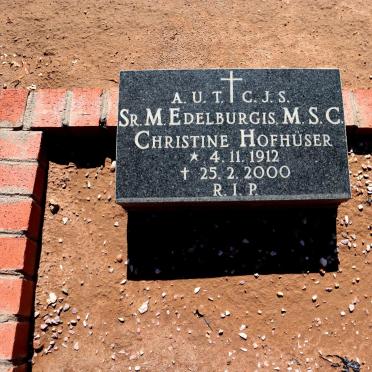 A.U.T. † C.J.S.
SR. M. EDELBURGIS, M.S.C.
CHRISTINE HOFHÜSER
* 4.11.1912
† 25.2.2000
R I P.